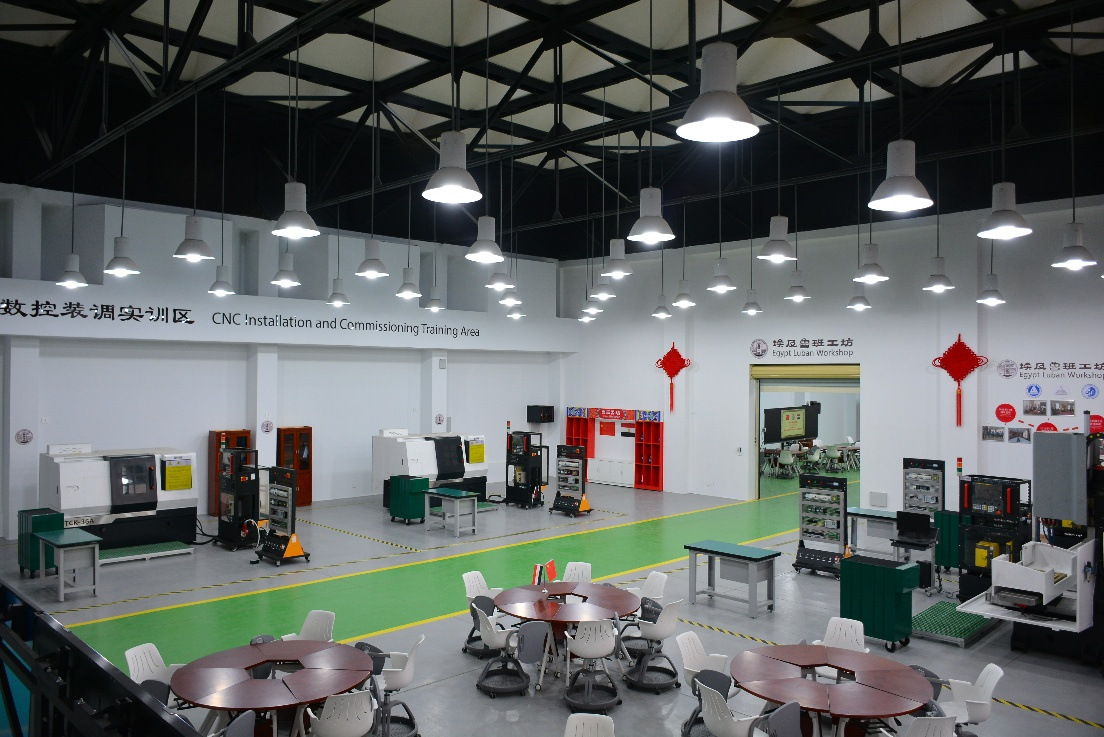 数控装调实训区 CNC Installation and Commissioning Training Area
埃及鲁班工坊
Egypt Luban Workshop
埃及鲁班工坊
Egypt Luban Workshop
TCK-36A